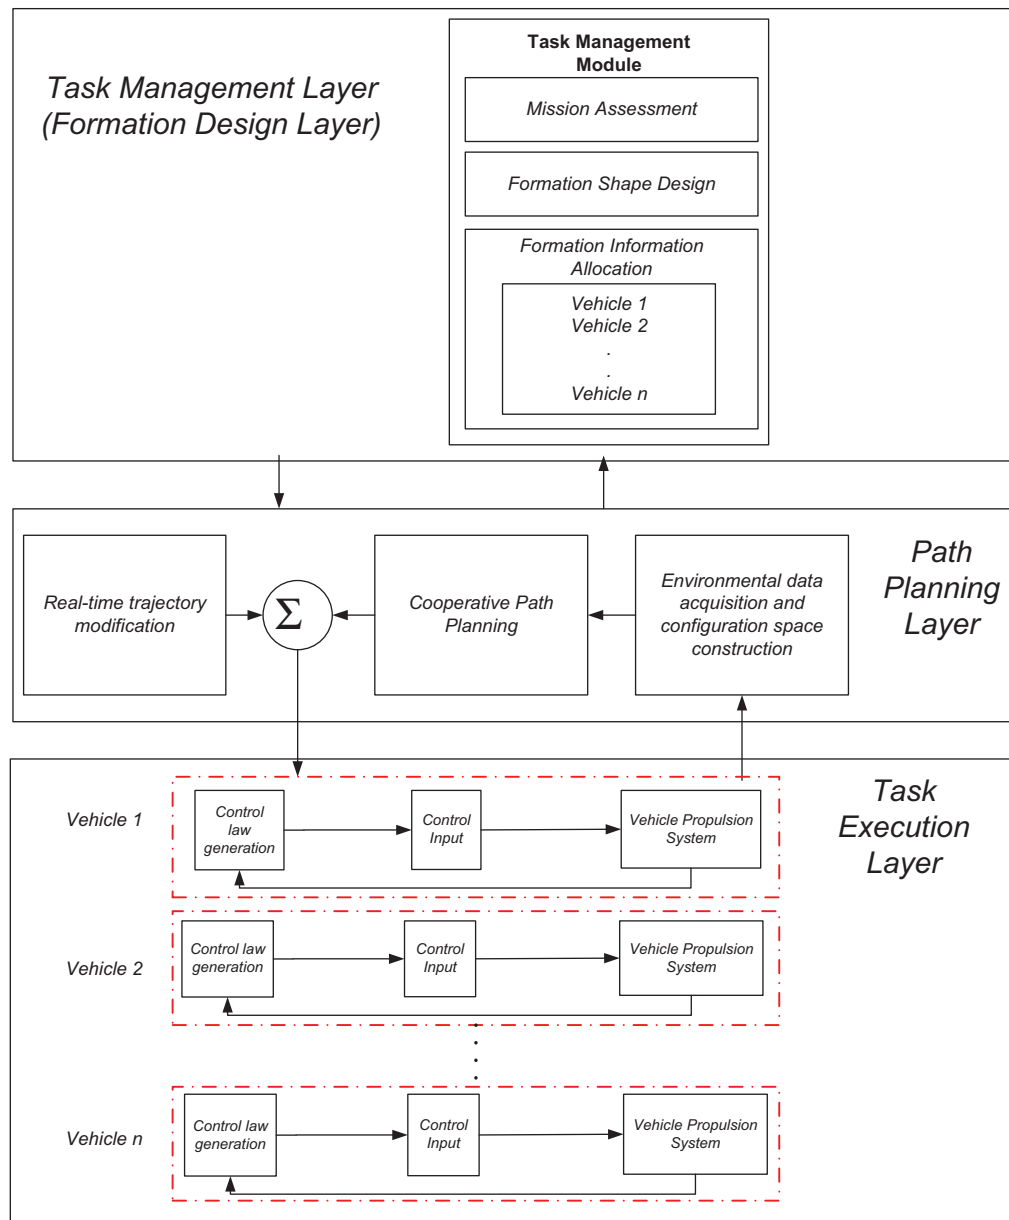 Task Management Layer
(Formation Design Layer)
Task Management
Module
Mission Assessment
Formation Shape Design
Formation Information
Allocation
Vehicle 1
Vehicle 2
.
.
Vehicle n
Path
Planning
Layer
Real-time trajectory
modification
Σ
Cooperative Path
Planning
Environmental data
acquisition and
configuration space
construction
Task
Execution
Layer
Vehicle 1
Control
law
generation
Control
Input
Vehicle Propulsion
System
Vehicle 2
Control law
generation
Control
Input
Vehicle Propulsion
System
Vehicle n
Control law
generation
Control
Input
Vehicle Propulsion
System